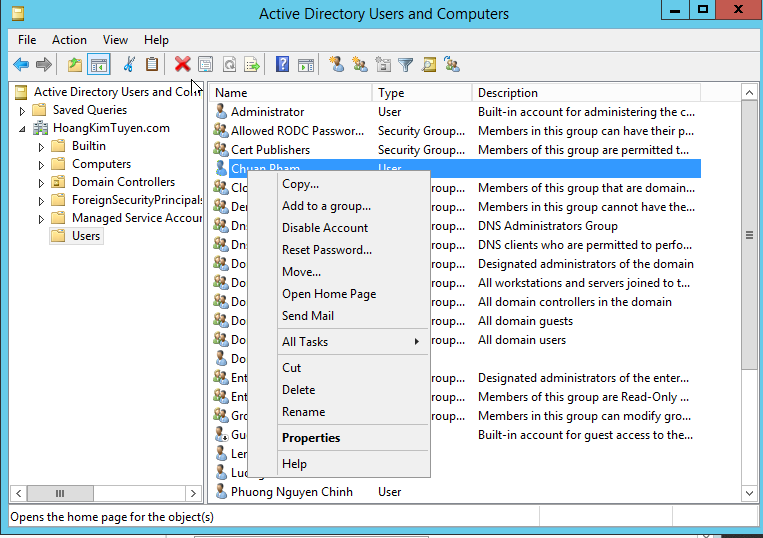 Active Directory Users and Computers
File Action View Help
Active Directory Users and Com
Saved Queries
HoangKimTuyen.com
Builtin
Computers
Domain Controllers
ForeignSecurityPrincipals
Managed Service Accour
Users
Name Type Description
Administrator User Built-in account for administering the c...
Allowed RODC Passwor... Security Group... Members in this group can have their p...
Cert Publishers Security Group... Members of this group are permitted t...
Chuan Pham User
Clo roup... Members of this group that are domain...
Der roup... Members in this group cannot have the...
Dns roup... DNS Administrators Group
Dns roup... DNS clients who are permitted to perfo...
Do roup... Designated administrators of the domain
Do roup... All workstations and servers joined to t...
Do roup... All domain controllers in the domain
Do roup... All domain guests
Do roup... All domain users
Do
Ent roup... Designated administrators of the enter...
Ent roup... Members of this group are Read-Only ...
Gro roup... Members in this group can modify gro...
Gue Built-in account for guest access to the...
Ler
Luo
Phuong Nguyen Chinh User
Copy...
Add to a group...
Disable Account
Reset Password...
Move...
Open Home Page
Send Mail
All Tasks
Cut
Delete
Rename
Properties
Help
Opens the home page for the object(s)